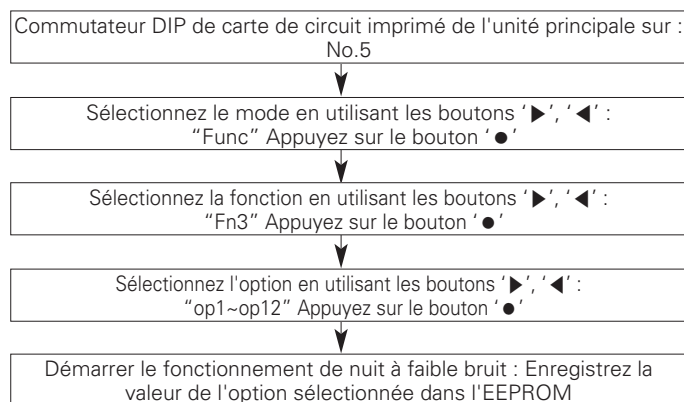 Commutateur DIP de carte de circuit imprimé de l'unité principale sur :
No.5
Sélectionnez le mode en utilisant les boutons ‘▶’, ‘◀’ :
“Func” Appuyez sur le bouton ‘●’
Sélectionnez la fonction en utilisant les boutons ‘▶’, ‘◀’ :
“Fn3” Appuyez sur le bouton ‘●’
Sélectionnez l'option en utilisant les boutons ‘▶’, ‘◀’ :
“op1~op12” Appuyez sur le bouton ‘●’
Démarrer le fonctionnement de nuit à faible bruit : Enregistrez la
valeur de l'option sélectionnée dans l'EEPROM